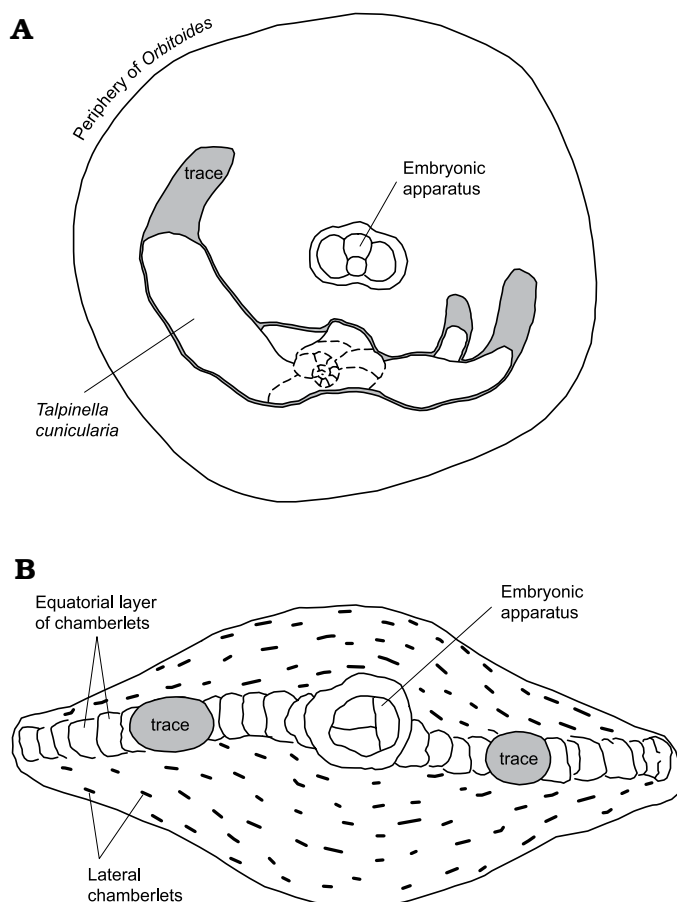 A
Periphery of Orbitoides
trace
Embryonic
apparatus
Talpinella
cunicularia
B
Equatorial layer
of chamberlets
Embryonic
apparatus
trace
trace
Lateral
chamberlets